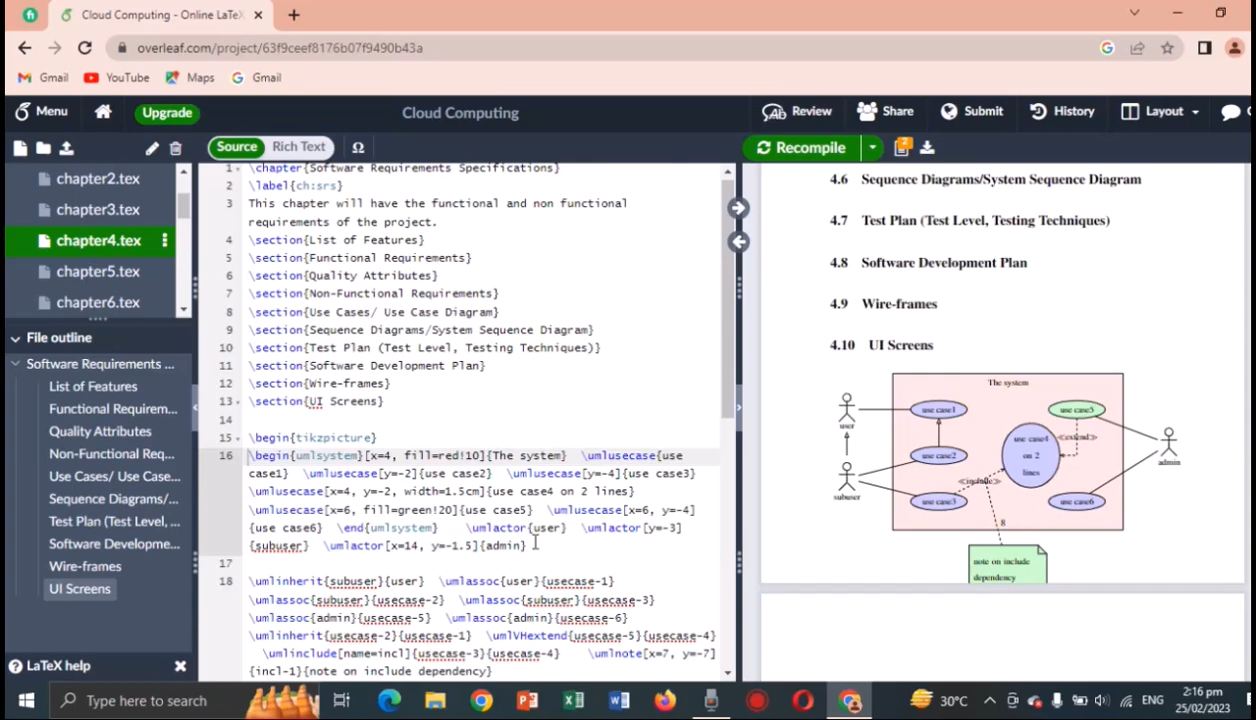 Cloud Computing - Online LaTeX
overleaf.com/project/63f9ceef8176b07f9490b43a
Gmail YouTube Maps Gmail
Menu Upgrade Cloud Computing Review Share Submit History Layout
Source Rich Text Ω Recompile 2
chapter2.tex
chapter3.tex
chapter4.tex
chapter5.tex
chapter6.tex
File outline
Software Requirements ...
List of Features
Functional Requirem...
Quality Attributes
Non-Functional Req...
Use Cases/ Use Case...
Sequence Diagrams/...
Test Plan (Test Level, ...
Software Developme...
Wire-frames
UI Screens
LaTeX help
1 \chapter{Software Requirements Specifications}
2 \label{ch:srs}
3 This chapter will have the functional and non functional
requirements of the project.
4 \section{List of Features}
5 \section{Functional Requirements}
6 \section{Quality Attributes}
7 \section{Non-Functional Requirements}
8 \section{Use Cases/ Use Case Diagram}
9 \section{Sequence Diagrams/System Sequence Diagram}
10 \section{Test Plan (Test Level, Testing Techniques)}
11 \section{Software Development Plan}
12 \section{Wire-frames}
13 \section{UI Screens}
14
15 \begin{tikzpicture}
16 \begin{umlsystem}[x=4, fill=red!10]{The system} \umlusecase{use
case1} \umlusecase[y=-2]{use case2} \umlusecase[y=-4]{use case3}
\umlusecase[x=4, y=-2, width=1.5cm]{use case4 on 2 lines}
\umlusecase[x=6, fill=green!20]{use case5} \umlusecase[x=6, y=-4]
{use case6} \end{umlsystem} \umlactor{user} \umlactor[y=-3]
{subuser} \umlactor[x=14, y=-1.5]{admin}
17
18 \umlinherit{subuser}{user} \umlassoc{user}{usecase-1}
\umlassoc{subuser}{usecase-2} \umlassoc{subuser}{usecase-3}
\umlassoc{admin}{usecase-5} \umlassoc{admin}{usecase-6}
\umlinherit{usecase-2}{usecase-1} \umlVHextend{usecase-5}{usecase-4}
\umlinclude[name=incl]{usecase-3}{usecase-4} \umlnote[x=7, y=-7]
{incl-1}{note on include dependency}
4.6 Sequence Diagrams/System Sequence Diagram
4.7 Test Plan (Test Level, Testing Techniques)
4.8 Software Development Plan
4.9 Wire-frames
4.10 UI Screens
The system
use case1
use case5
user
use case4
<<extend>>
on 2
use case2
lines
admin
subuser
<<include>>
use case3
use case6
8
note on include
dependency
Type here to search
30°C
ENG
2:16 pm
25/02/2023